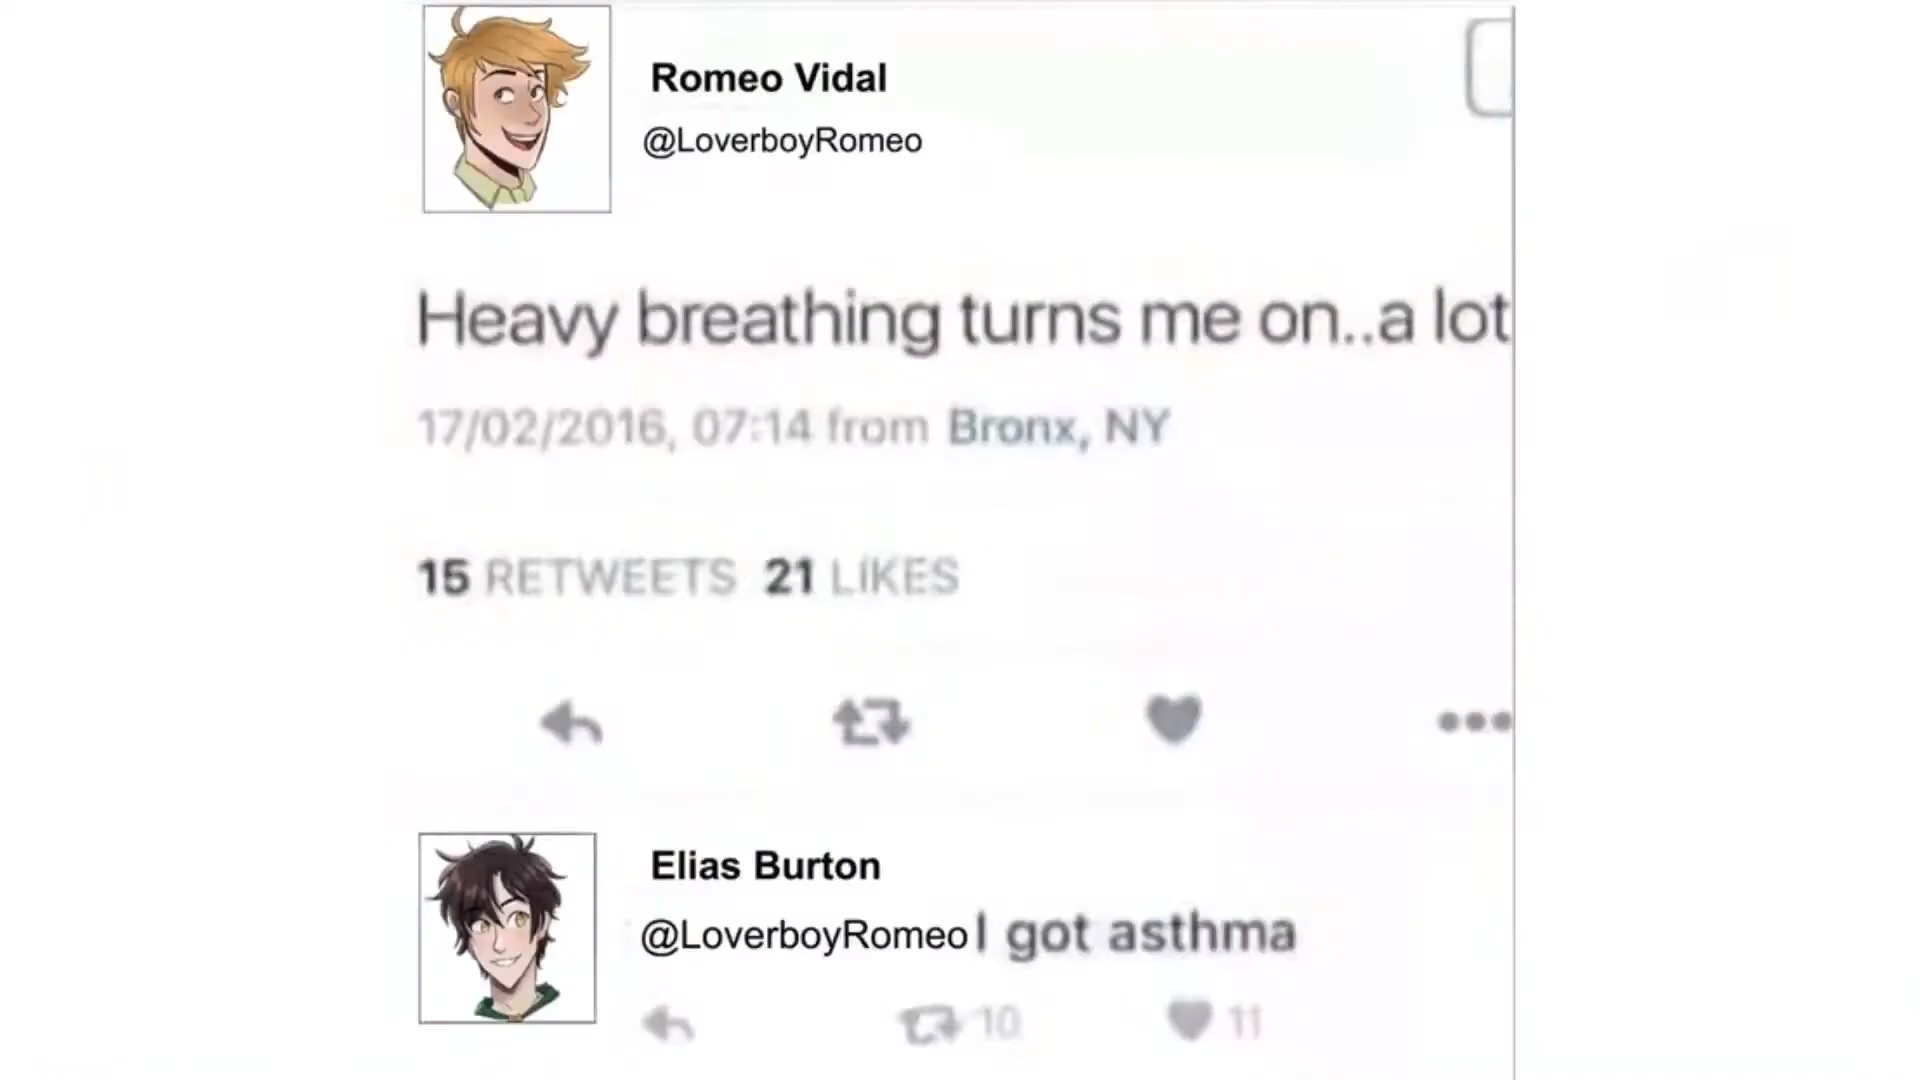 Romeo Vidal
@LoverboyRomeo
Heavy breathing turns me on..a lot
17/02/2016, 07:14 from Bronx, NY
15 RETWEETS 21 LIKES
Elias Burton
@LoverboyRomeo I got asthma
10 11